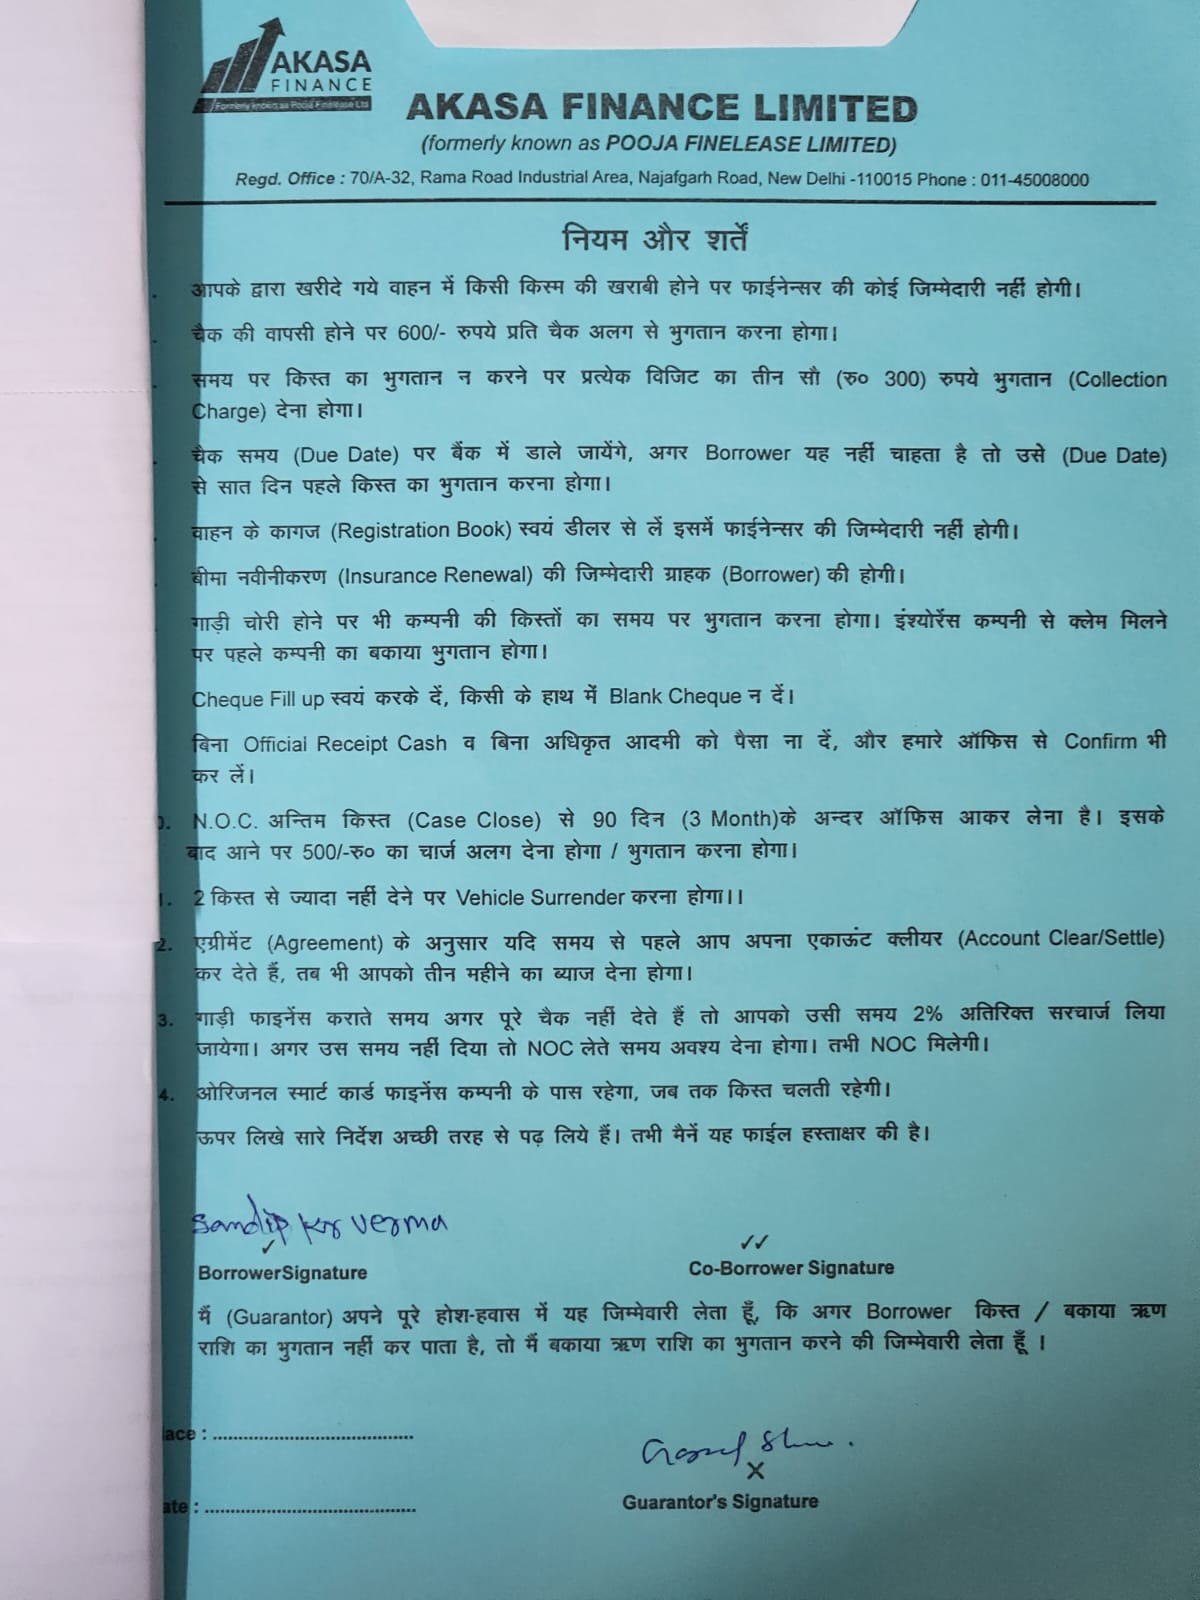 AKASA
FINANCE
Formerly known as Pooja Finelease Ltd
AKASA FINANCE LIMITED
(formerly known as POOJA FINELEASE LIMITED)
Regd. Office : 70/A-32, Rama Road Industrial Area, Najafgarh Road, New Delhi -110015 Phone : 011-45008000
नियम और शर्तें
आपके द्वारा खरीदे गये वाहन में किसी किस्म की खराबी होने पर फाईनेन्सर की कोई जिम्मेदारी नहीं होगी।
चैक की वापसी होने पर 600/- रुपये प्रति चैक अलग से भुगतान करना होगा।
समय पर किस्त का भुगतान न करने पर प्रत्येक विजिट का तीन सौ (रु० 300) रुपये भुगतान (Collection
Charge) देना होगा।
चैक समय (Due Date) पर बैंक में डाले जायेंगे, अगर Borrower यह नहीं चाहता है तो उसे (Due Date)
से सात दिन पहले किस्त का भुगतान करना होगा।
वाहन के कागज (Registration Book) स्वयं डीलर से लें इसमें फाईनेन्सर की जिम्मेदारी नहीं होगी।
बीमा नवीनीकरण (Insurance Renewal) की जिम्मेदारी ग्राहक (Borrower) की होगी।
गाड़ी चोरी होने पर भी कम्पनी की किस्तों का समय पर भुगतान करना होगा। इंश्योरेंस कम्पनी से क्लेम मिलने
पर पहले कम्पनी का बकाया भुगतान होगा।
Cheque Fill up स्वयं करके दें, किसी के हाथ में Blank Cheque न दें।
बिना Official Receipt Cash व बिना अधिकृत आदमी को पैसा ना दें, और हमारे ऑफिस से Confirm भी
कर लें।
0. N.O.C. अन्तिम किस्त (Case Close) से 90 दिन (3 Month)के अन्दर ऑफिस आकर लेना है। इसके
बाद आने पर 500/-रु० का चार्ज अलग देना होगा / भुगतान करना होगा।
1. 2 किस्त से ज्यादा नहीं देने पर Vehicle Surrender करना होगा।।
2. एग्रीमेंट (Agreement) के अनुसार यदि समय से पहले आप अपना एकाऊंट क्लीयर (Account Clear/Settle)
कर देते हैं, तब भी आपको तीन महीने का ब्याज देना होगा।
3. गाड़ी फाइनेंस कराते समय अगर पूरे चैक नहीं देते हैं तो आपको उसी समय 2% अतिरिक्त सरचार्ज लिया
जायेगा। अगर उस समय नहीं दिया तो NOC लेते समय अवश्य देना होगा। तभी NOC मिलेगी।
4. ओरिजनल स्मार्ट कार्ड फाइनेंस कम्पनी के पास रहेगा, जब तक किस्त चलती रहेगी।
ऊपर लिखे सारे निर्देश अच्छी तरह से पढ़ लिये हैं। तभी मैनें यह फाईल हस्ताक्षर की है।
Sandip Kr Verma
BorrowerSignature
Co-Borrower Signature
मैं (Guarantor) अपने पूरे होश-हवास में यह जिम्मेवारी लेता हूँ, कि अगर Borrower किस्त / बकाया ऋण
राशि का भुगतान नहीं कर पाता है, तो मैं बकाया ऋण राशि का भुगतान करने की जिम्मेवारी लेता हूँ ।
ace : ........................................
ate : ..........................................
Guarantor's Signature